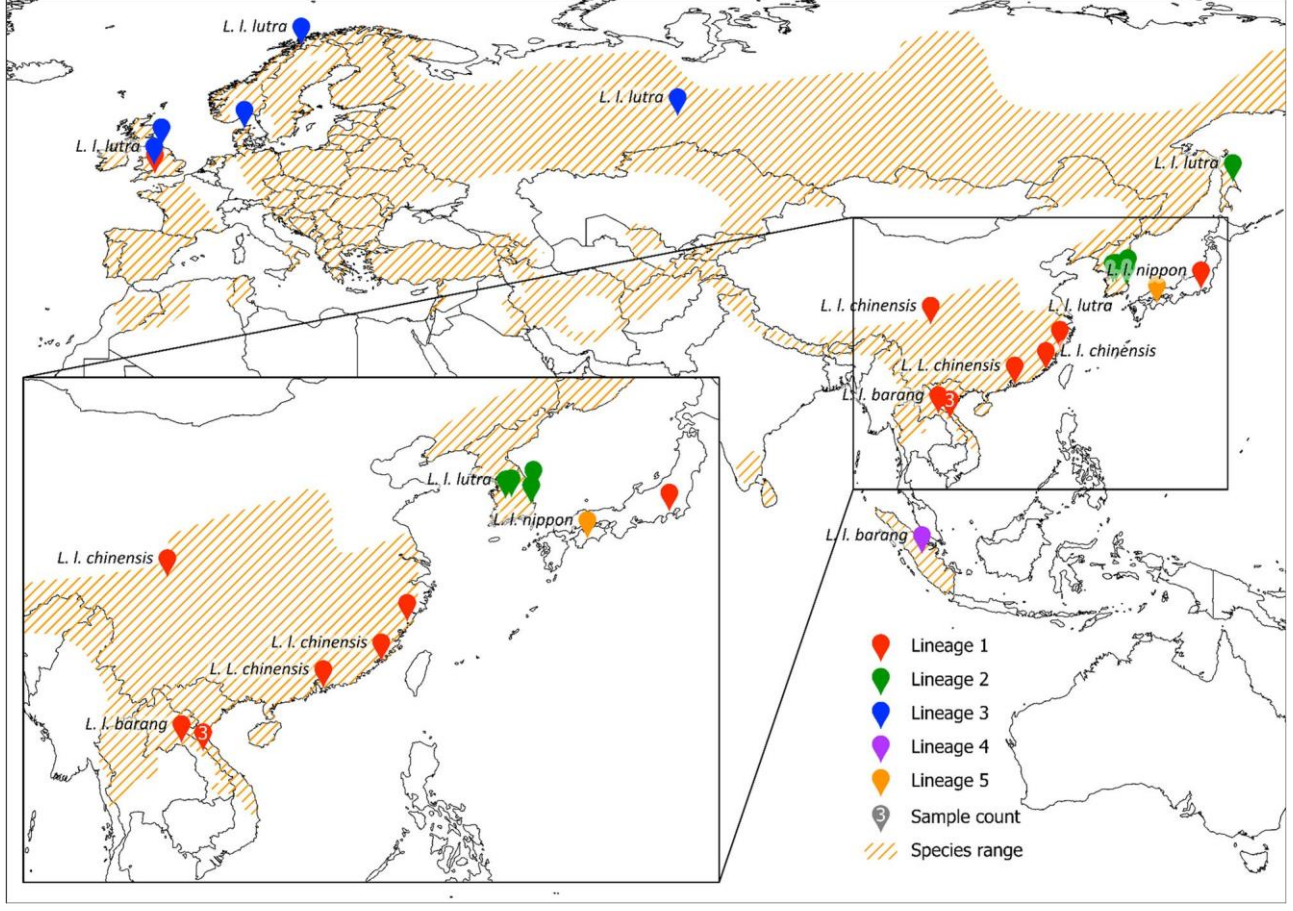 L. l. lutra
L. l. lutra
L. l. lutra
L. l. lutra
L. l. nippon
L. l. chinensis
L. l. lutra
L. l. chinensis
L. L. chinensis
L. l. barang
3
L. l. barang
L. l. lutra
L. l. nippon
L. l. chinensis
L. l. chinensis
L. L. chinensis
L. l. barang
3
Lineage 1
Lineage 2
Lineage 3
Lineage 4
Lineage 5
3 Sample count
Species range